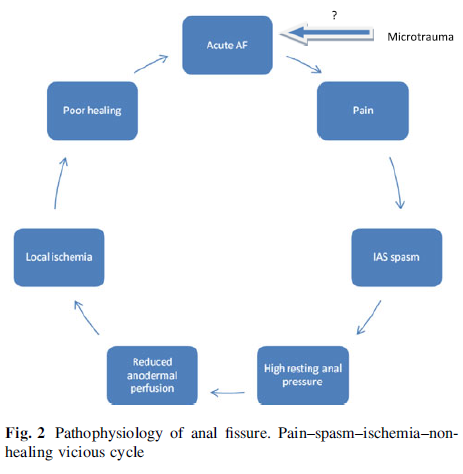 ?
Acute AF
Microtrauma
Pain
IAS spasm
High resting anal
pressure
Reduced
anodermal
perfusion
Local ischemia
Poor healing
Fig. 2 Pathophysiology of anal fissure. Pain–spasm–ischemia–non-
healing vicious cycle